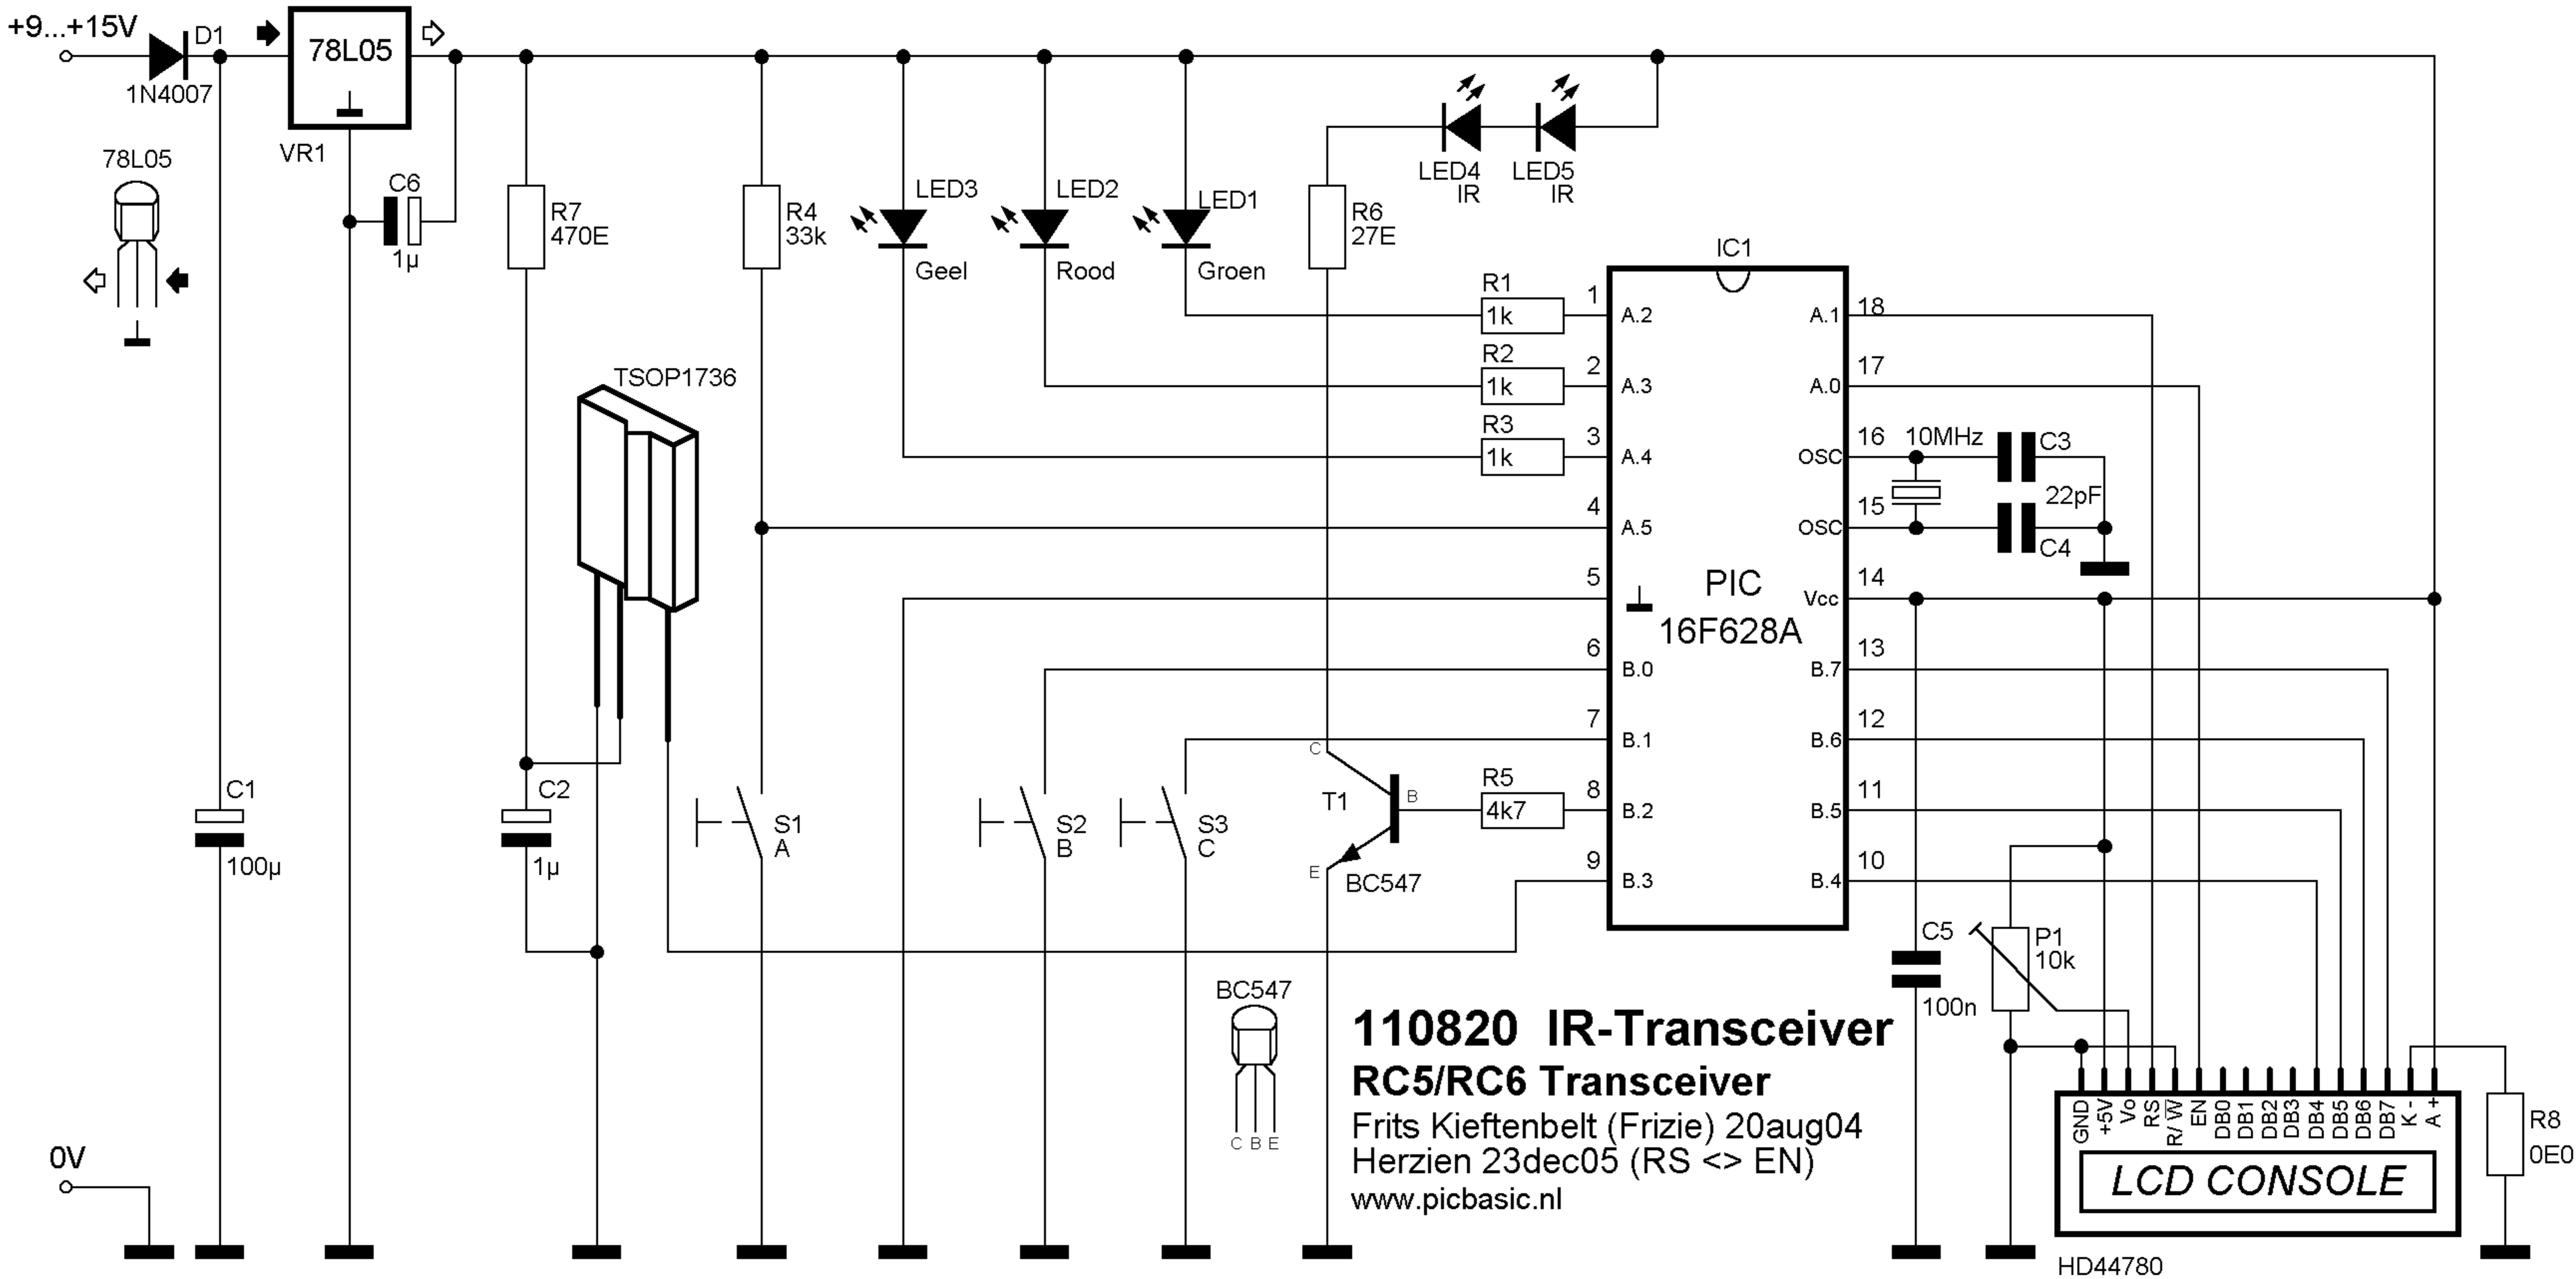 +9...+15V
D1
1N4007
78L05
VR1
78L05
C6
1µ
R7
470E
R4
33k
LED3
Geel
LED2
Rood
LED1
Groen
R6
27E
LED4
IR
LED5
IR
TSOP1736
IC1
R1
1k
R2
1k
R3
1k
1
2
3
4
5
6
7
8
9
A.2
A.3
A.4
A.5
B.0
B.1
B.2
B.3
PIC
16F628A
A.1
A.0
OSC
OSC
Vcc
B.7
B.6
B.5
B.4
18
17
16
15
14
13
12
11
10
10MHz
C3
22pF
C4
C1
100µ
C2
1µ
S1
A
S2
B
S3
C
C
B
E
T1
BC547
R5
4k7
C5
100n
P1
10k
BC547
C B E
110820 IR-Transceiver
RC5/RC6 Transceiver
Frits Kieftenbelt (Frizie) 20aug04
Herzien 23dec05 (RS <> EN)
www.picbasic.nl
GND
+5V
Vo
RS
R/W
EN
DB0
DB1
DB2
DB3
DB4
DB5
DB6
DB7
K -
A +
LCD CONSOLE
HD44780
R8
0E0
0V